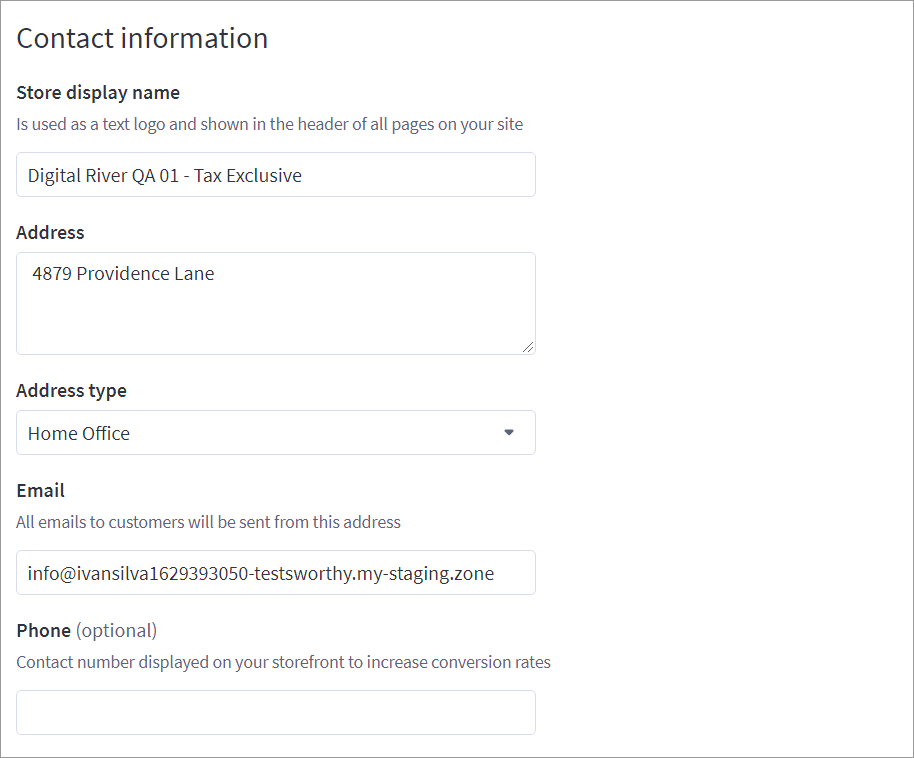 Contact information
Store display name
Is used as a text logo and shown in the header of all pages on your site
Digital River QA 01 - Tax Exclusive
Address
4879 Providence Lane
Address type
Home Office
Email
All emails to customers will be sent from this address
info@ivansilva1629393050-testsworthy.my-staging.zone
Phone (optional)
Contact number displayed on your storefront to increase conversion rates